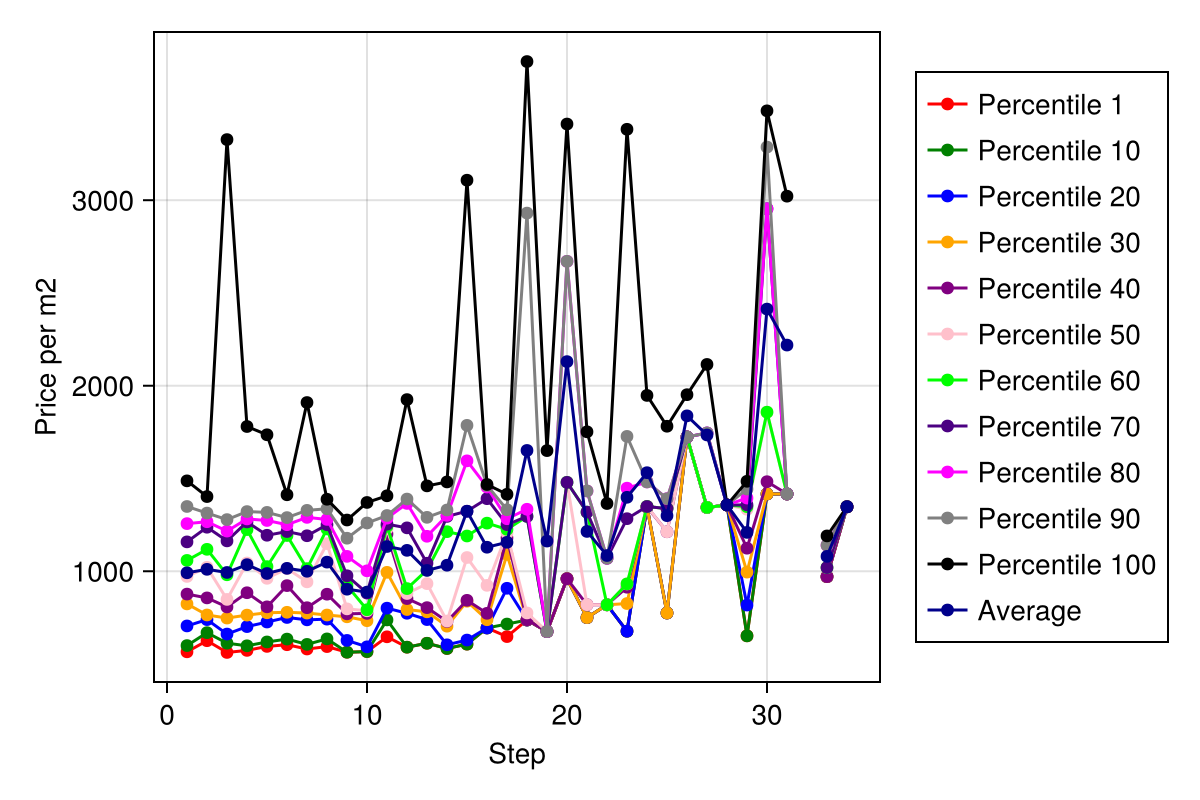 3000
2000
1000
Price per m2
0
10
20
30
Step
Percentile 1
Percentile 10
Percentile 20
Percentile 30
Percentile 40
Percentile 50
Percentile 60
Percentile 70
Percentile 80
Percentile 90
Percentile 100
Average